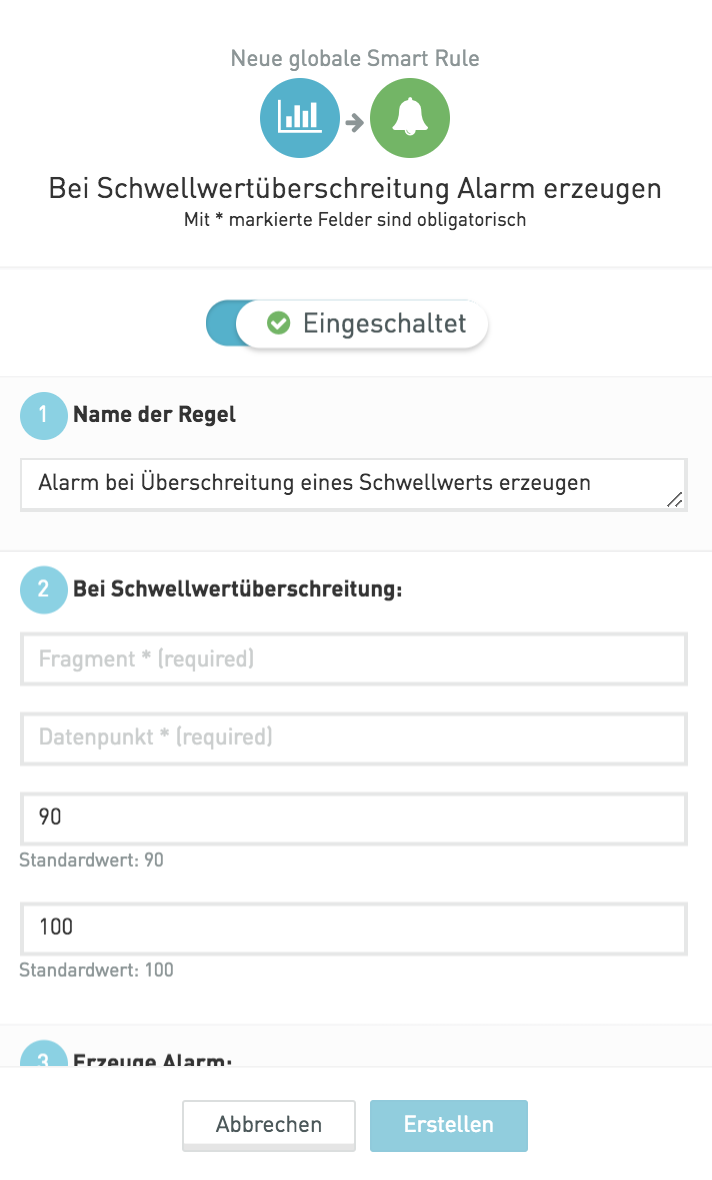 Neue globale Smart Rule
Bei Schwellwertüberschreitung Alarm erzeugen
Mit * markierte Felder sind obligatorisch
Eingeschaltet
1 Name der Regel
Alarm bei Überschreitung eines Schwellwerts erzeugen
2 Bei Schwellwertüberschreitung:
Fragment * (required)
Datenpunkt * (required)
90
Standardwert: 90
100
Standardwert: 100
3 Erzeuge Alarm:
Abbrechen Erstellen